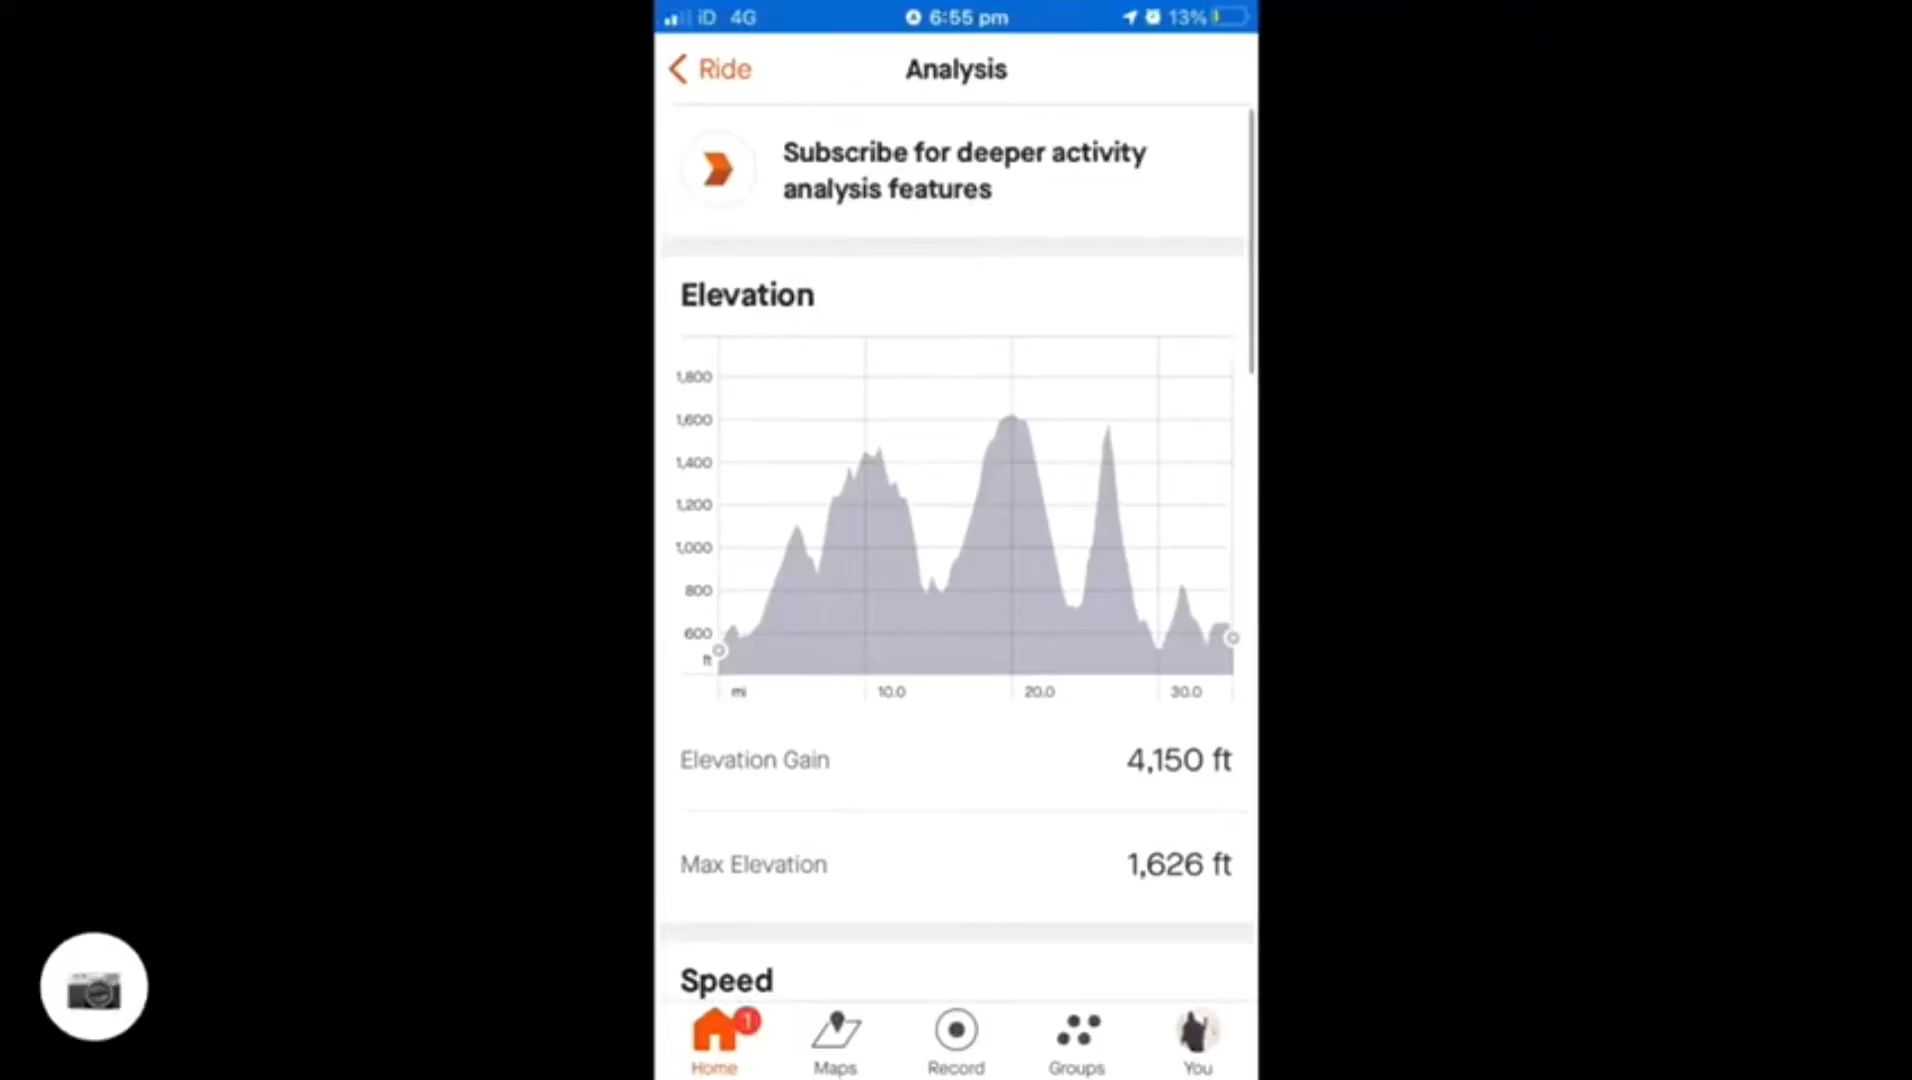 iD 4G 6:55 pm 13%
Ride Analysis
Subscribe for deeper activity
analysis features
Elevation
1,800
1,600
1,400
1,200
1,000
800
600
ft
mi 10.0 20.0 30.0
Elevation Gain 4,150 ft
Max Elevation 1,626 ft
Speed
1
Home Maps Record Groups You